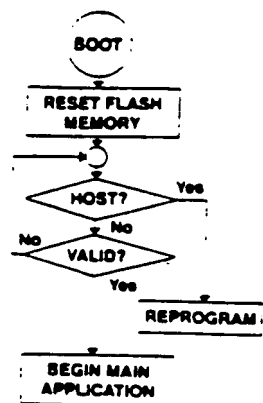 BOOT
RESET FLASH
MEMORY
HOST?
Yes
No
No
VALID?
Yes
REPROGRAM
BEGIN MAIN
APPLICATION